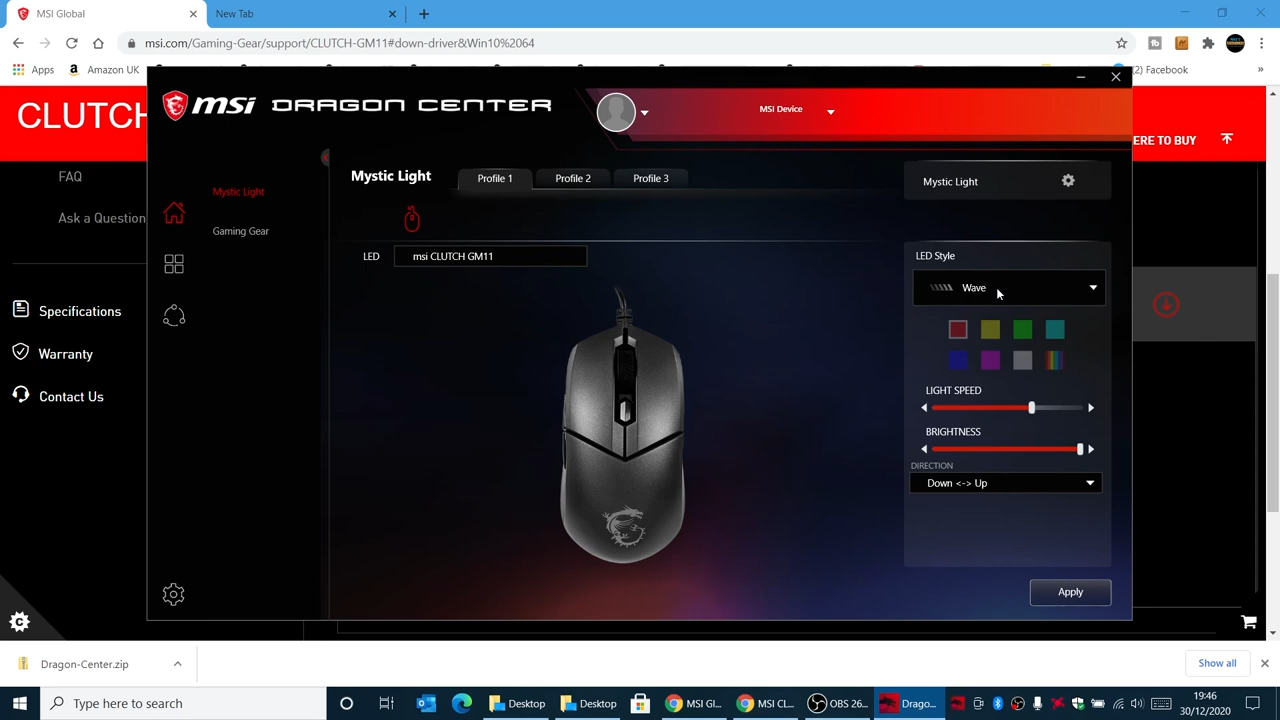 MSI Global
New Tab
msi.com/Gaming-Gear/support/CLUTCH-GM11#down-driver&Win10%2064
Apps
Amazon UK
(2) Facebook
CLUTCH
ERE TO BUY
FAQ
Ask a Question
Specifications
Warranty
Contact Us
msi DRAGON CENTER
MSI Device
Mystic Light
Gaming Gear
Mystic Light
Profile 1
Profile 2
Profile 3
LED
msi CLUTCH GM11
Mystic Light
LED Style
Wave
LIGHT SPEED
BRIGHTNESS
DIRECTION
Down <-> Up
Apply
Dragon-Center.zip
Show all
Type here to search
Desktop
Desktop
MSI Gl...
MSI CL...
OBS 26...
Drago...
19:46
30/12/2020